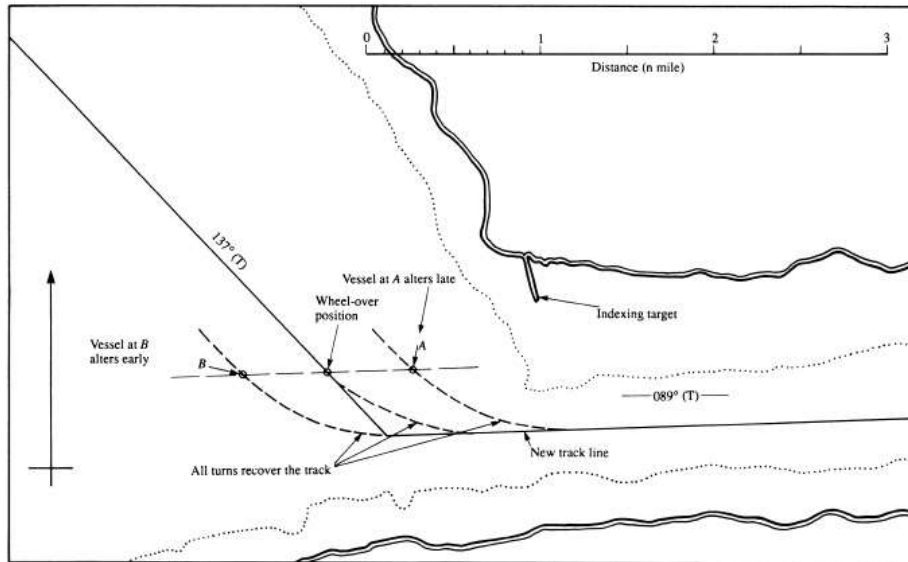 0 1 2 3
Distance (n mile)
137° (T)
Vessel at A alters late
Wheel-over
position
Indexing target
Vessel at B
alters early
B
A
089° (T)
All turns recover the track
New track line